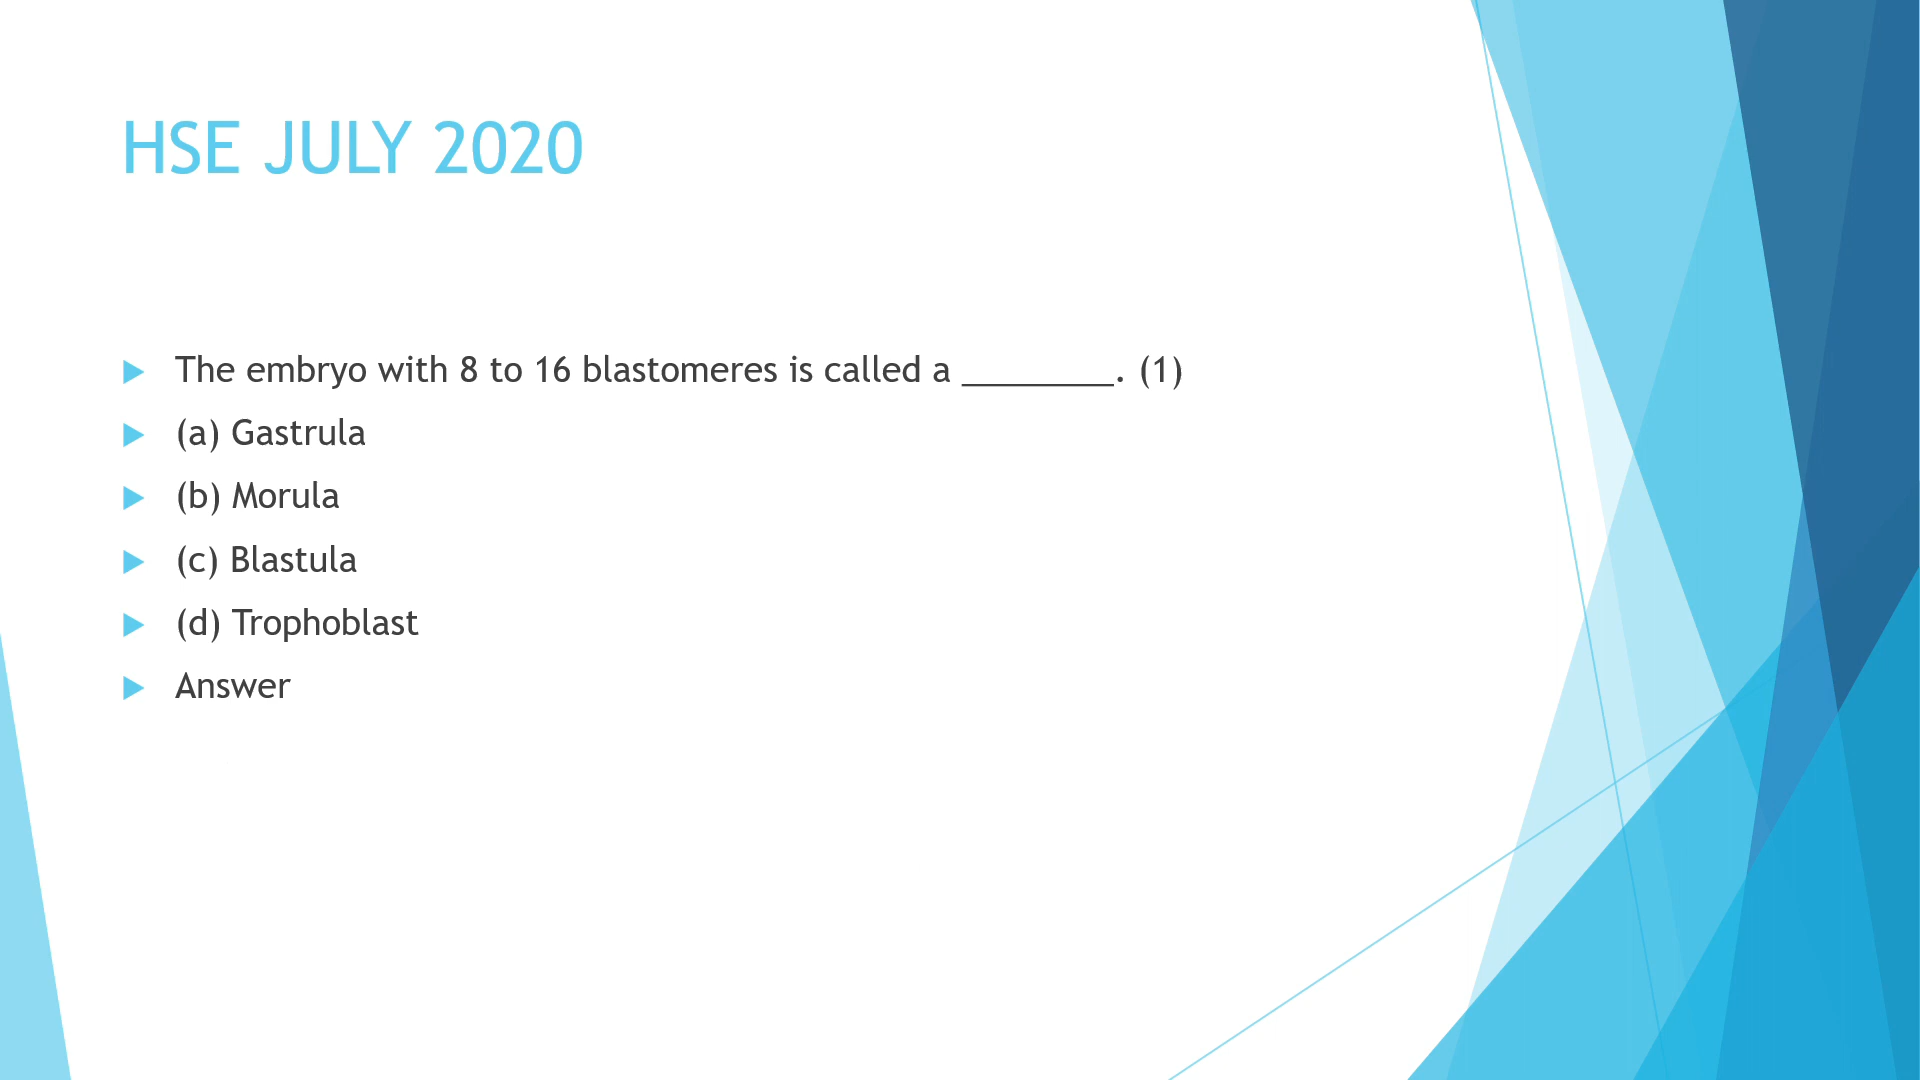 HSE JULY 2020
The embryo with 8 to 16 blastomeres is called a ________. (1)
(a) Gastrula
(b) Morula
(c) Blastula
(d) Trophoblast
Answer